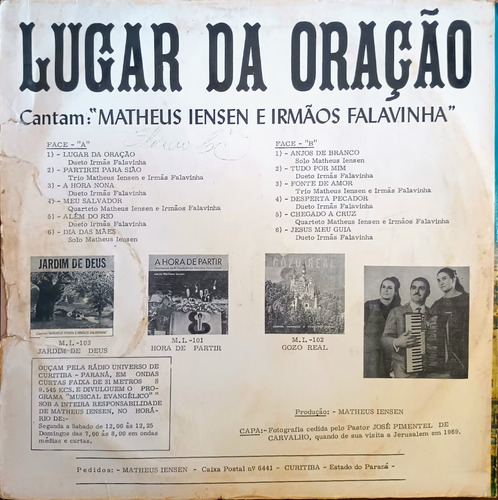 LUGAR DA ORAÇÃO
Cantam:"MATHEUS IENSEN E IRMÃOS FALAVINHA"
FACE - "A"
1) - LUGAR DA ORAÇÃO
Dueto Irmãs Falavinha
2) - PARTIREI PARA SIÃO
Trio Matheus Iensen e Irmãs Falavinha
3) - A HORA NONA
Dueto Irmãs Falavinha
4) - MEU SALVADOR
Quarteto Matheus Iensen e Irmãos Falavinha
5) - ALÉM DO RIO
Dueto Irmãs Falavinha
6) - DIA DAS MÃES
Solo Matheus Iensen
FACE - "B"
1) - ANJOS DE BRANCO
Solo Matheus Iensen
2) - TUDO POR MIM
Dueto Irmãs Falavinha
3) - FONTE DE AMOR
Trio Matheus Iensen e Irmãs Falavinha
4) - DESPERTA PECADOR
Dueto Irmãs Falavinha
5) - CHEGADO A CRUZ
Quarteto Matheus Iensen e Irmãos Falavinha
6) - JESUS MEU GUIA
Dueto Irmãs Falavinha
JARDIM DE DEUS
M.I.-103
JARDIM DE DEUS
A HORA DE PARTIR
M.I.-101
HORA DE PARTIR
GOZO REAL
M.I.-102
GOZO REAL
OUÇAM PELA RÁDIO UNIVERSO DE
CURITIBA - PARANÁ, EM ONDAS
CURTAS FAIXA DE 31 METROS E
9.545 KCS. E DIVULGUEM O PRO-
GRAMA "MUSICAL EVANGÉLICO"
SOB A INTEIRA RESPONSABILIDADE
DE MATHEUS IENSEN, NO HORÁ-
RIO DE:-
Segunda a Sábado de 12,00 às 12,25
Domingos das 7,00 às 8,00 em ondas
médias e curtas.
Produção: - MATHEUS IENSEN
CAPA:- Fotografia cedida pelo Pastor JOSÉ PIMENTEL DE
CARVALHO, quando de sua visita a Jerusalem em 1969.
Pedidos: - MATHEUS IENSEN - Caixa Postal nº 6441 - CURITIBA - Estado do Paraná -